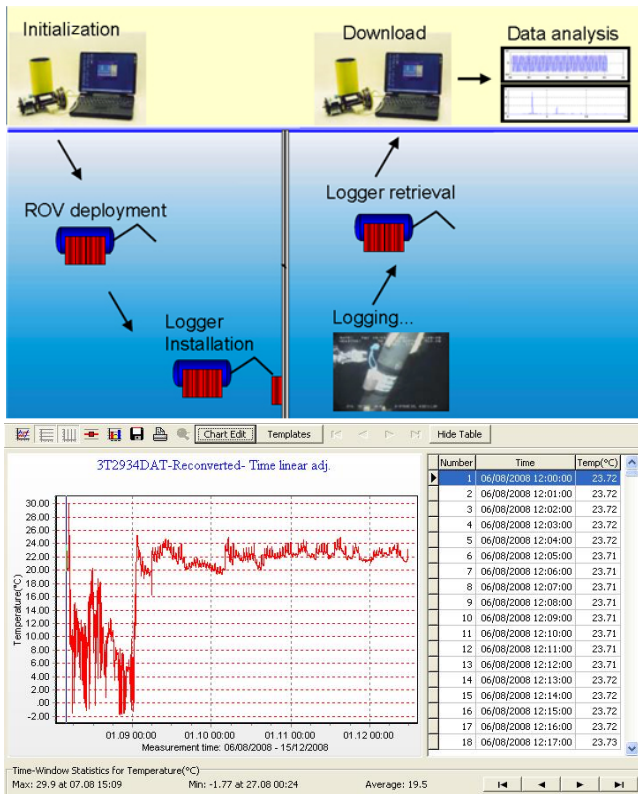 Initialization
Download
Data analysis
ROV deployment
Logger retrieval
Logger
Installation
Logging...
Chart Edit
Templates
Hide Table
3T2934DAT-Reconverted- Time linear adj.
Number Time Temp(°C)
1 06/08/2008 12:00:00 23.72
2 06/08/2008 12:01:00 23.72
3 06/08/2008 12:02:00 23.72
4 06/08/2008 12:03:00 23.72
5 06/08/2008 12:04:00 23.72
6 06/08/2008 12:05:00 23.71
7 06/08/2008 12:06:00 23.71
8 06/08/2008 12:07:00 23.71
9 06/08/2008 12:08:00 23.71
10 06/08/2008 12:09:00 23.71
11 06/08/2008 12:10:00 23.71
12 06/08/2008 12:11:00 23.71
13 06/08/2008 12:12:00 23.71
14 06/08/2008 12:13:00 23.72
15 06/08/2008 12:14:00 23.72
16 06/08/2008 12:15:00 23.72
17 06/08/2008 12:16:00 23.72
18 06/08/2008 12:17:00 23.73
Temperature(°C)
30.00
28.00
26.00
24.00
22.00
20.00
18.00
16.00
14.00
12.00
10.00
8.00
6.00
4.00
2.00
.00
-2.00
01.09 00:00
01.10 00:00
01.11 00:00
01.12 00:00
Measurement time: 06/08/2008 - 15/12/2008
Time-Window Statistics for Temperature(°C)
Max: 29.9 at 07.08 15:09 Min: -1.77 at 27.08 00:24 Average: 19.5